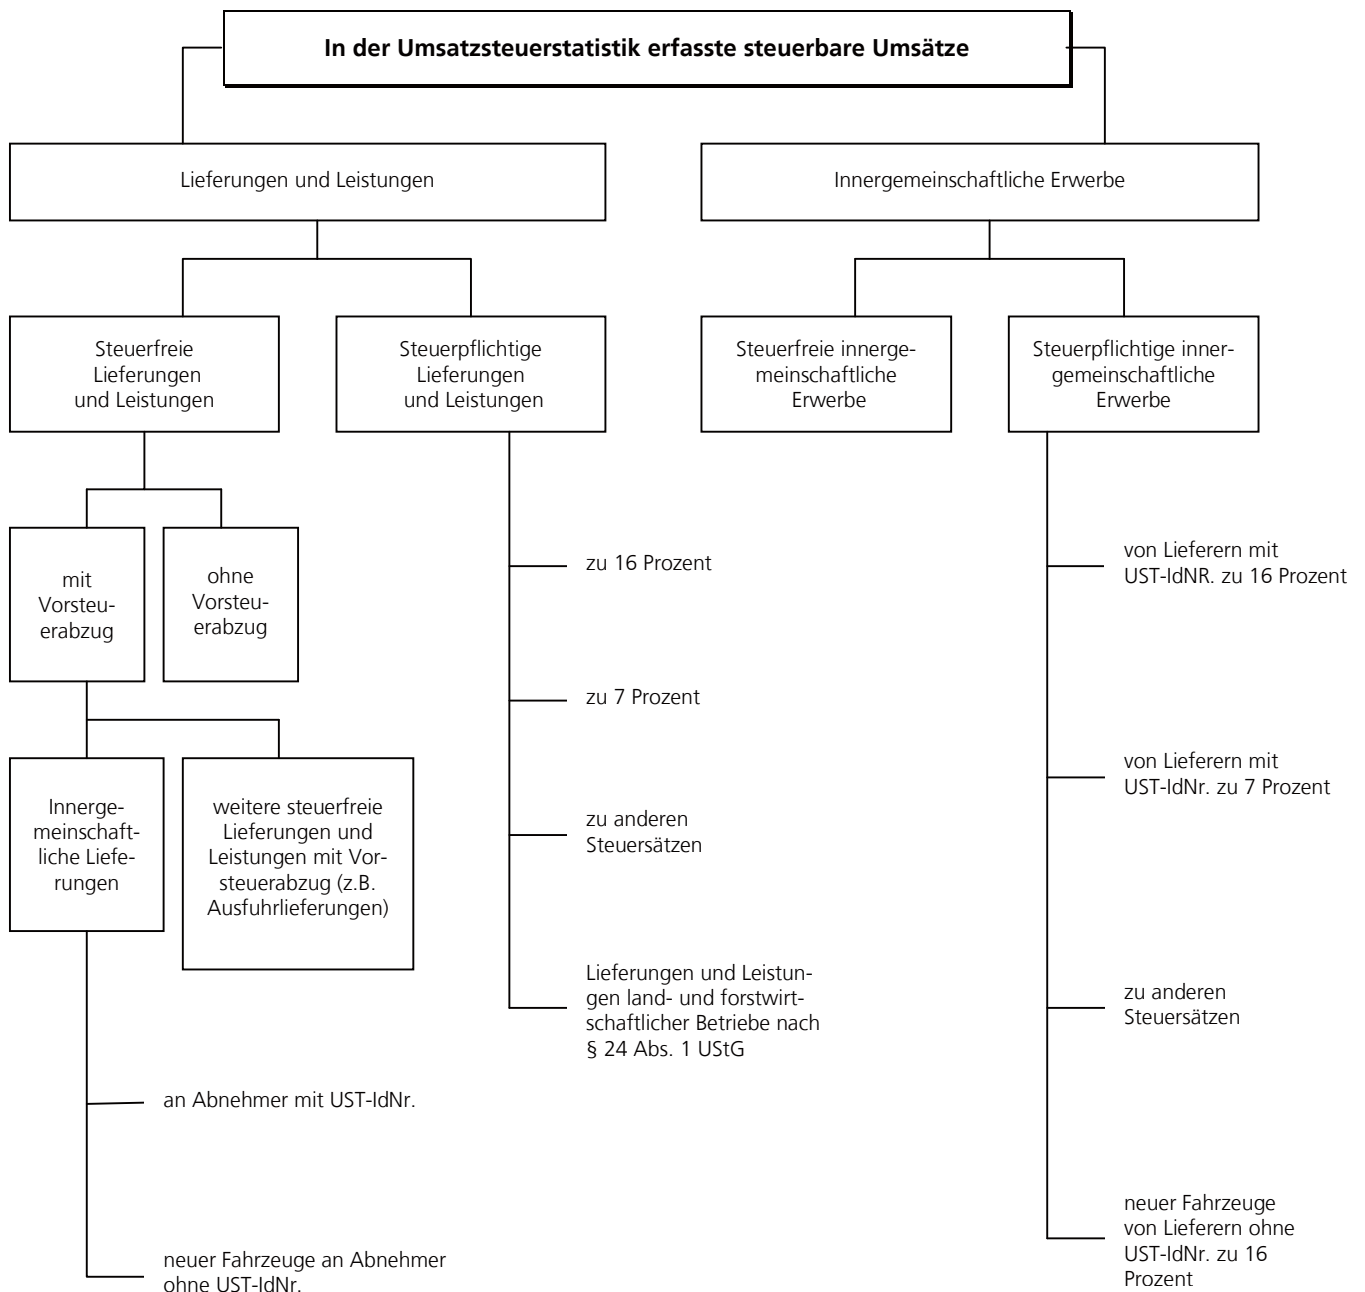 In der Umsatzsteuerstatistik erfasste steuerbare Umsätze
Lieferungen und Leistungen
Innergemeinschaftliche Erwerbe
Steuerfreie
Lieferungen
und Leistungen
Steuerpflichtige
Lieferungen
und Leistungen
Steuerfreie innerge-
meinschaftliche
Erwerbe
Steuerpflichtige inner-
gemeinschaftliche
Erwerbe
mit
Vorsteu-
erabzug
ohne
Vorsteu-
erabzug
zu 16 Prozent
von Lieferern mit
UST-IdNR. zu 16 Prozent
zu 7 Prozent
von Lieferern mit
UST-IdNr. zu 7 Prozent
Innerge-
meinschaft-
liche Liefe-
rungen
weitere steuerfreie
Lieferungen und
Leistungen mit Vor-
steuerabzug (z.B.
Ausfuhrlieferungen)
zu anderen
Steuersätzen
Lieferungen und Leistun-
gen land- und forstwirt-
schaftlicher Betriebe nach
§ 24 Abs. 1 UStG
zu anderen
Steuersätzen
an Abnehmer mit UST-IdNr.
neuer Fahrzeuge an Abnehmer
ohne UST-IdNr.
neuer Fahrzeuge
von Lieferern ohne
UST-IdNr. zu 16
Prozent